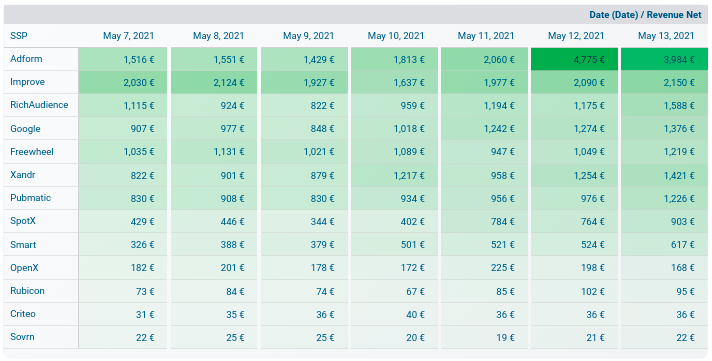 Date (Date) / Revenue Net
SSP May 7, 2021 May 8, 2021 May 9, 2021 May 10, 2021 May 11, 2021 May 12, 2021 May 13, 2021
Adform 1,516 € 1,551 € 1,429 € 1,813 € 2,060 € 4,775 € 3,984 €
Improve 2,030 € 2,124 € 1,927 € 1,637 € 1,977 € 2,090 € 2,150 €
RichAudience 1,115 € 924 € 822 € 959 € 1,194 € 1,175 € 1,588 €
Google 907 € 977 € 848 € 1,018 € 1,242 € 1,274 € 1,376 €
Freewheel 1,035 € 1,131 € 1,021 € 1,089 € 947 € 1,049 € 1,219 €
Xandr 822 € 901 € 879 € 1,217 € 958 € 1,254 € 1,421 €
Pubmatic 830 € 908 € 830 € 934 € 956 € 976 € 1,226 €
SpotX 429 € 446 € 344 € 402 € 784 € 764 € 903 €
Smart 326 € 388 € 379 € 501 € 521 € 524 € 617 €
OpenX 182 € 201 € 178 € 172 € 225 € 198 € 168 €
Rubicon 73 € 84 € 74 € 67 € 85 € 102 € 95 €
Criteo 31 € 35 € 36 € 40 € 36 € 36 € 36 €
Sovrn 22 € 25 € 25 € 20 € 19 € 21 € 22 €